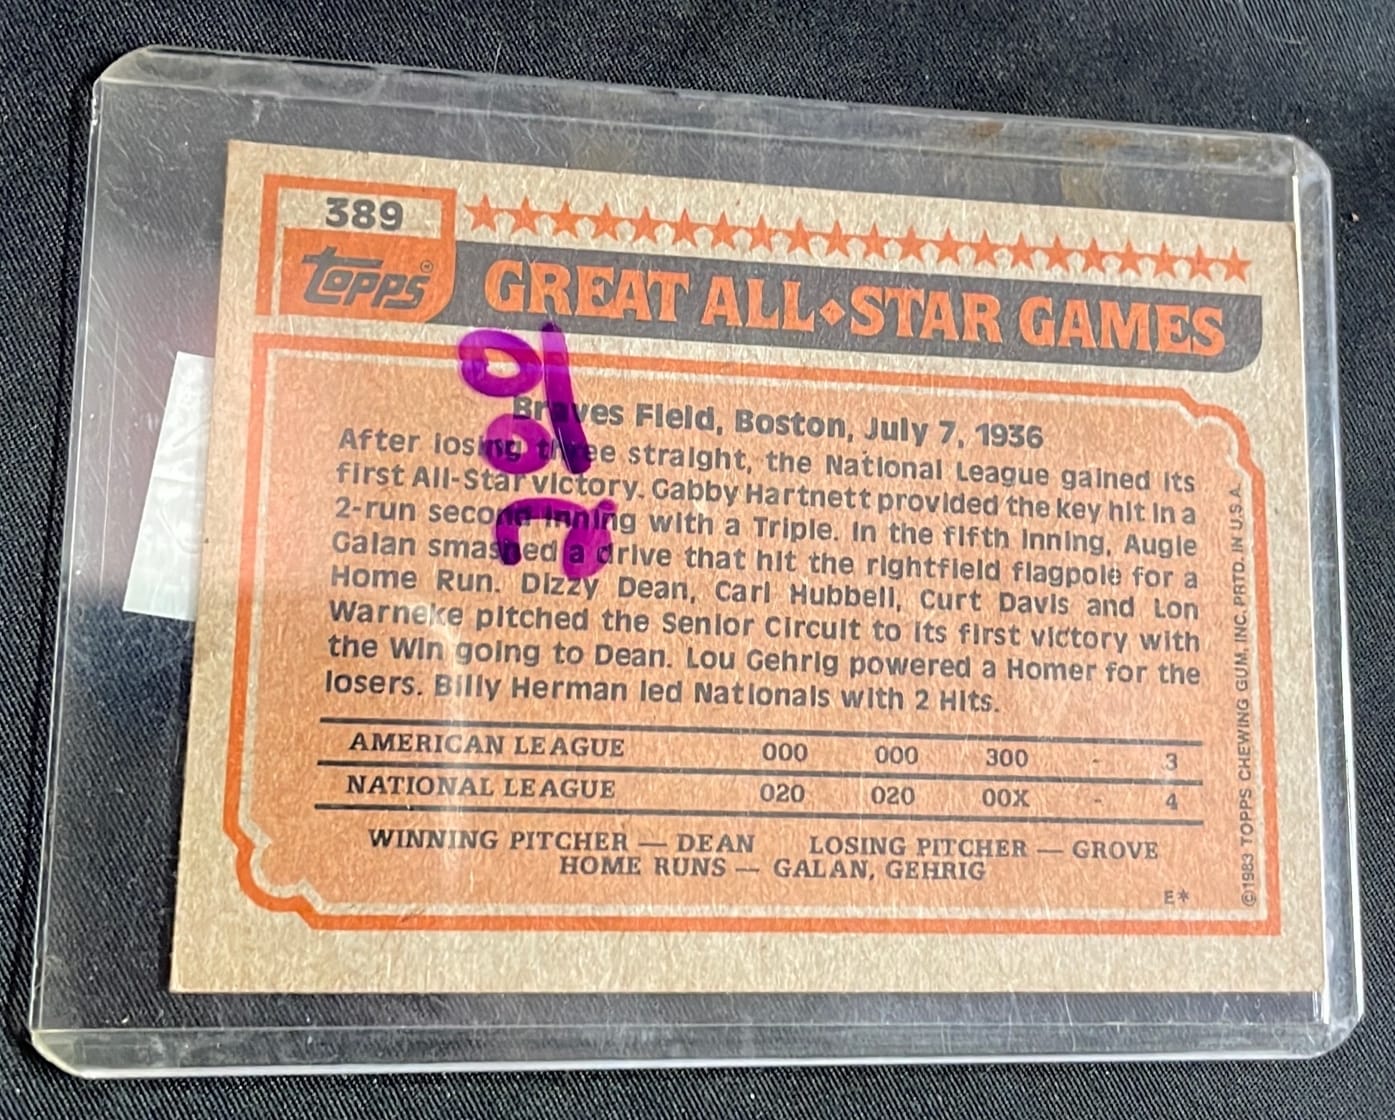 389
topps®
GREAT ALL◆STAR GAMES
Braves Field, Boston, July 7, 1936
After losing three straight, the National League gained its
first All-Star victory. Gabby Hartnett provided the key hit in a
2-run second inning with a Triple. In the fifth inning, Augie
Galan smashed a drive that hit the rightfield flagpole for a
Home Run. Dizzy Dean, Carl Hubbell, Curt Davis and Lon
Warneke pitched the Senior Circuit to its first victory with
the Win going to Dean. Lou Gehrig powered a Homer for the
losers. Billy Herman led Nationals with 2 Hits.
AMERICAN LEAGUE 000 000 300 - 3
NATIONAL LEAGUE 020 020 00X - 4
WINNING PITCHER — DEAN LOSING PITCHER — GROVE
HOME RUNS — GALAN, GEHRIG
E*
©1983 TOPPS CHEWING GUM, INC. PRTD. IN U.S.A.